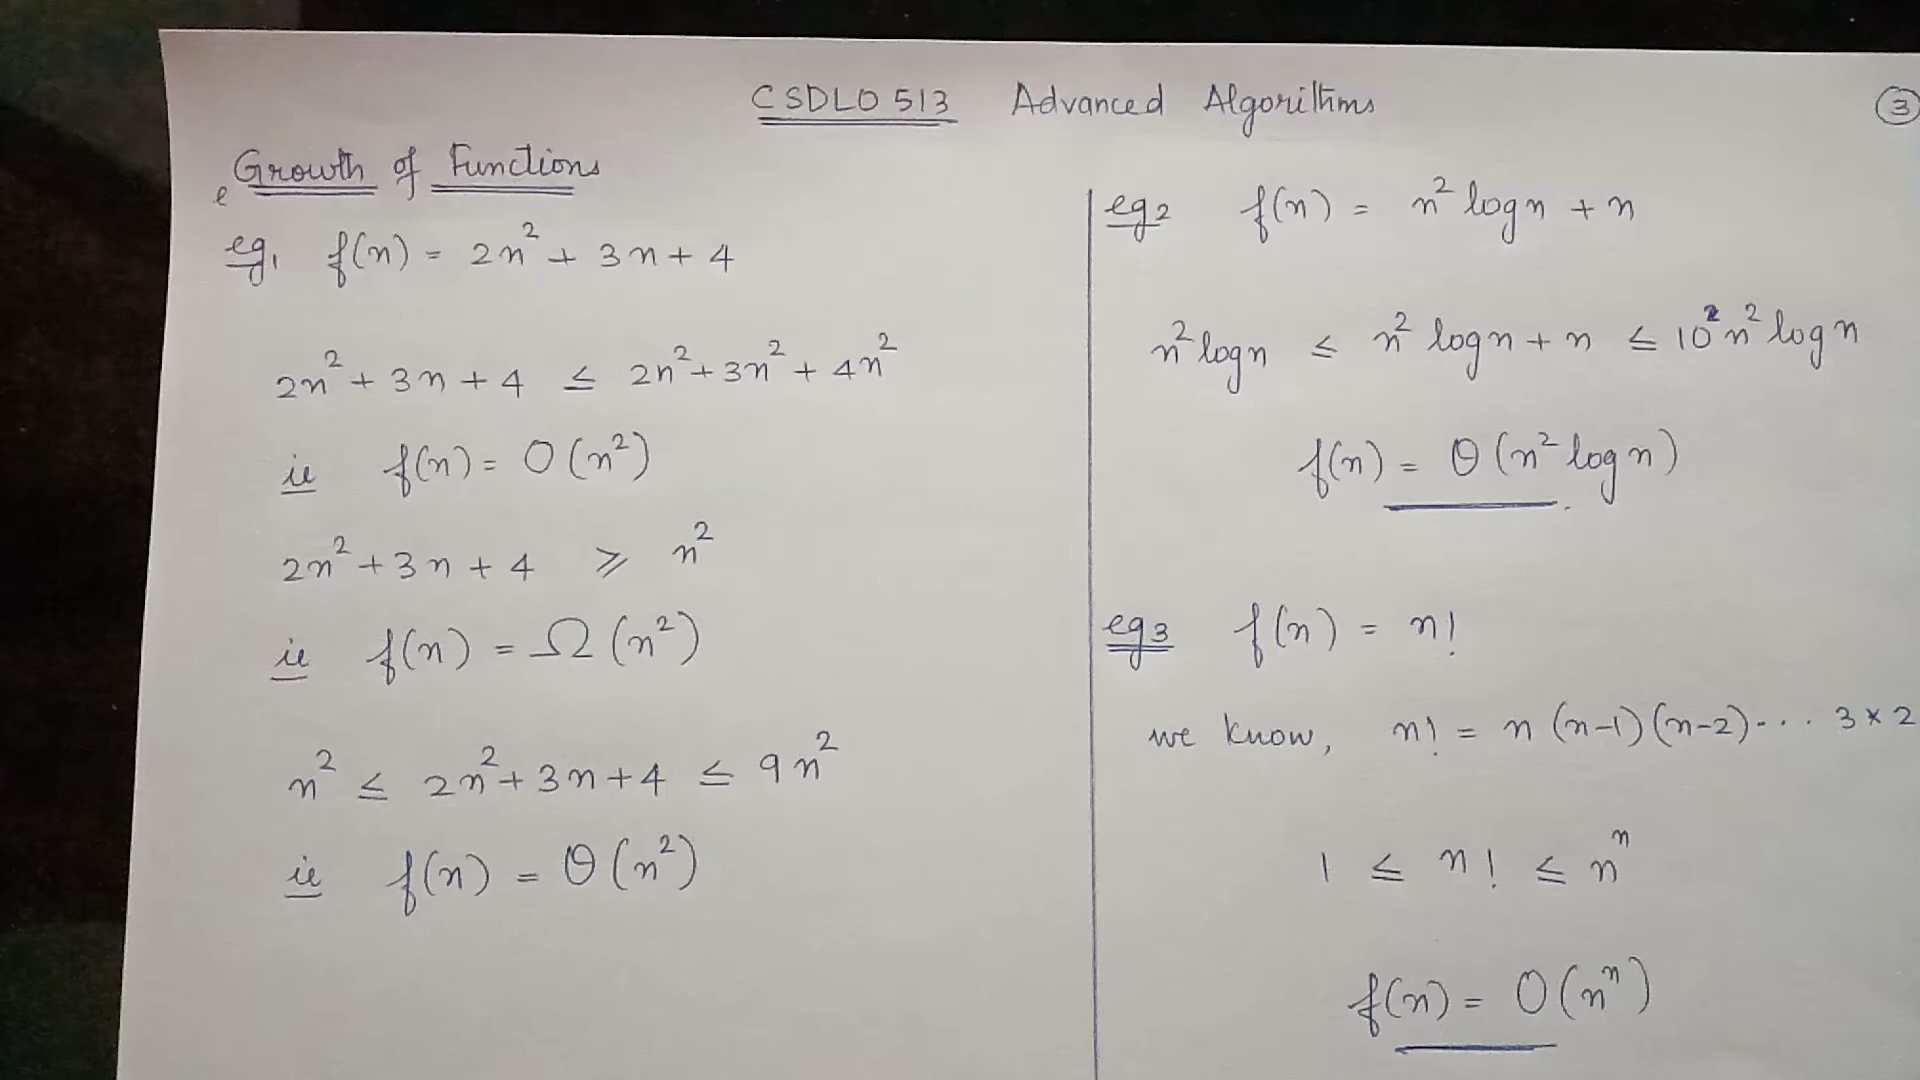 CSDLO 513 Advanced Algorithms
3
Growth of Functions
e
eg1 f(n) = 2n² + 3n + 4
2n² + 3n + 4 ≤ 2n² + 3n² + 4n²
ie f(n) = O(n²)
2n² + 3n + 4 ≥ n²
ie f(n) = Ω(n²)
n² ≤ 2n² + 3n + 4 ≤ 9n²
ie f(n) = Θ(n²)
eg2 f(n) = n² log n + n
n² log n ≤ n² log n + n ≤ 10² n² log n
f(n) = Θ(n² log n)
eg3 f(n) = n!
we know, n! = n(n-1)(n-2)- ... 3 × 2
1 ≤ n! ≤ nⁿ
f(n) = O(nⁿ)